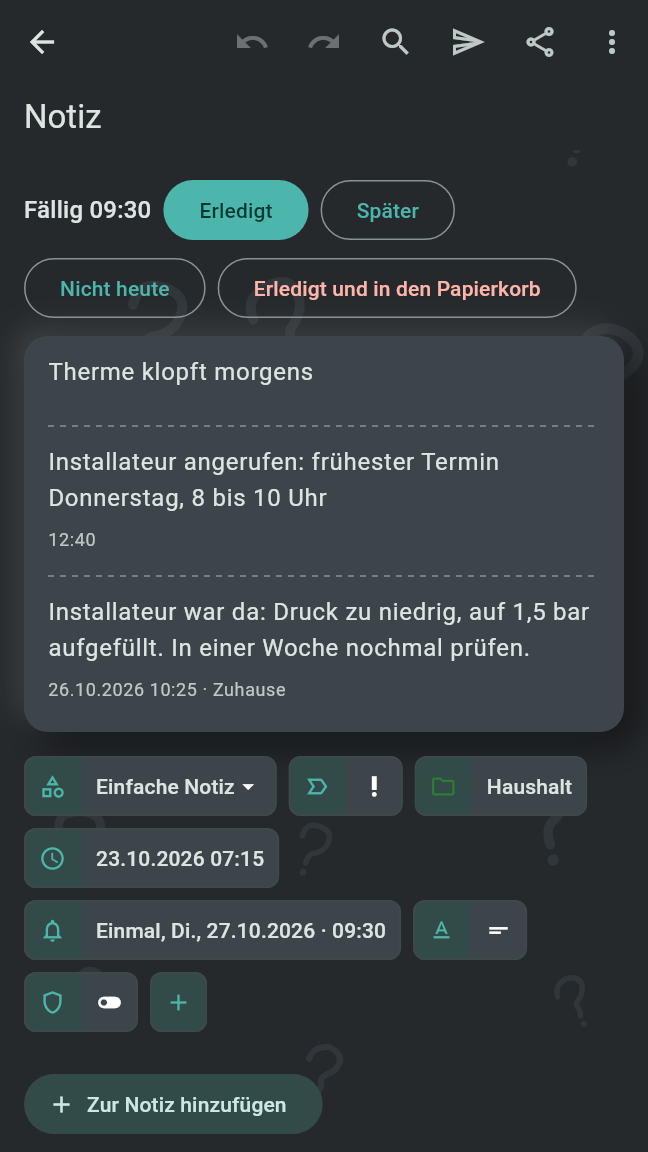 Notiz
Fällig 09:30
Erledigt
Später
Nicht heute
Erledigt und in den Papierkorb
Therme klopft morgens
Installateur angerufen: frühester Termin
Donnerstag, 8 bis 10 Uhr
12:40
Installateur war da: Druck zu niedrig, auf 1,5 bar
aufgefüllt. In einer Woche nochmal prüfen.
26.10.2026 10:25 · Zuhause
Einfache Notiz
Haushalt
23.10.2026 07:15
Einmal, Di., 27.10.2026 · 09:30
Zur Notiz hinzufügen